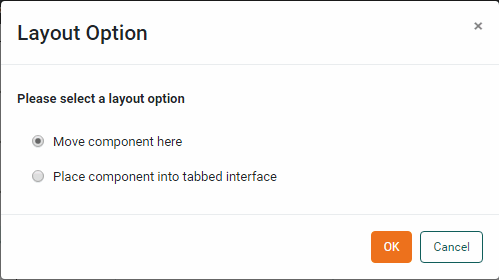 Layout Option
×
Please select a layout option
Move component here
Place component into tabbed interface
OK
Cancel